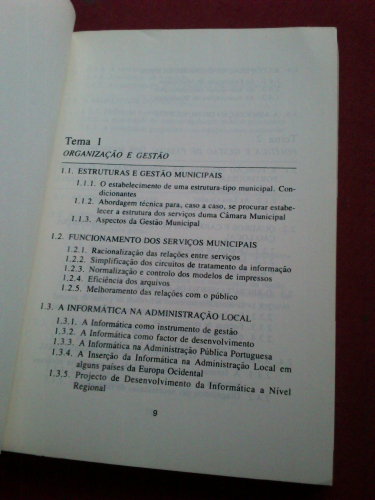 Tema 1
ORGANIZAÇÃO E GESTÃO
1.1. ESTRUTURAS E GESTÃO MUNICIPAIS
1.1.1. O estabelecimento de uma estrutura-tipo municipal. Con-
dicionantes
1.1.2. Abordagem técnica para, caso a caso, se procurar estabe-
lecer a estrutura dos serviços duma Câmara Municipal
1.1.3. Aspectos da Gestão Municipal
1.2. FUNCIONAMENTO DOS SERVIÇOS MUNICIPAIS
1.2.1. Racionalização das relações entre serviços
1.2.2. Simplificação dos circuitos de tratamento da informação
1.2.3. Normalização e controlo dos modelos de impressos
1.2.4. Eficiência dos arquivos
1.2.5. Melhoramento das relações com o público
1.3. A INFORMÁTICA NA ADMINISTRAÇÃO LOCAL
1.3.1. A Informática como instrumento de gestão
1.3.2. A Informática como factor de desenvolvimento
1.3.3. A Informática na Administração Pública Portuguesa
1.3.4. A Inserção da Informática na Administração Local em
alguns países da Europa Ocidental
1.3.5. Projecto de Desenvolvimento da Informática a Nível
Regional
9